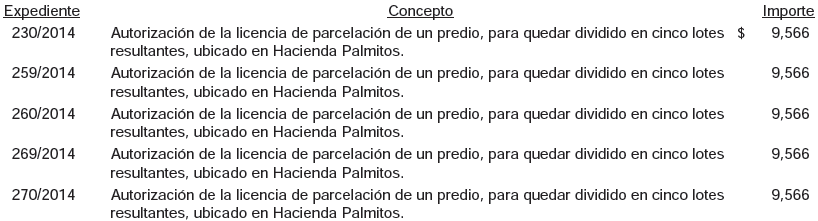 Expediente Concepto Importe
230/2014 Autorización de la licencia de parcelación de un predio, para quedar dividido en cinco lotes $ 9,566
resultantes, ubicado en Hacienda Palmitos.
259/2014 Autorización de la licencia de parcelación de un predio, para quedar dividido en cinco lotes 9,566
resultantes, ubicado en Hacienda Palmitos.
260/2014 Autorización de la licencia de parcelación de un predio, para quedar dividido en cinco lotes 9,566
resultantes, ubicado en Hacienda Palmitos.
269/2014 Autorización de la licencia de parcelación de un predio, para quedar dividido en cinco lotes 9,566
resultantes, ubicado en Hacienda Palmitos.
270/2014 Autorización de la licencia de parcelación de un predio, para quedar dividido en cinco lotes 9,566
resultantes, ubicado en Hacienda Palmitos.